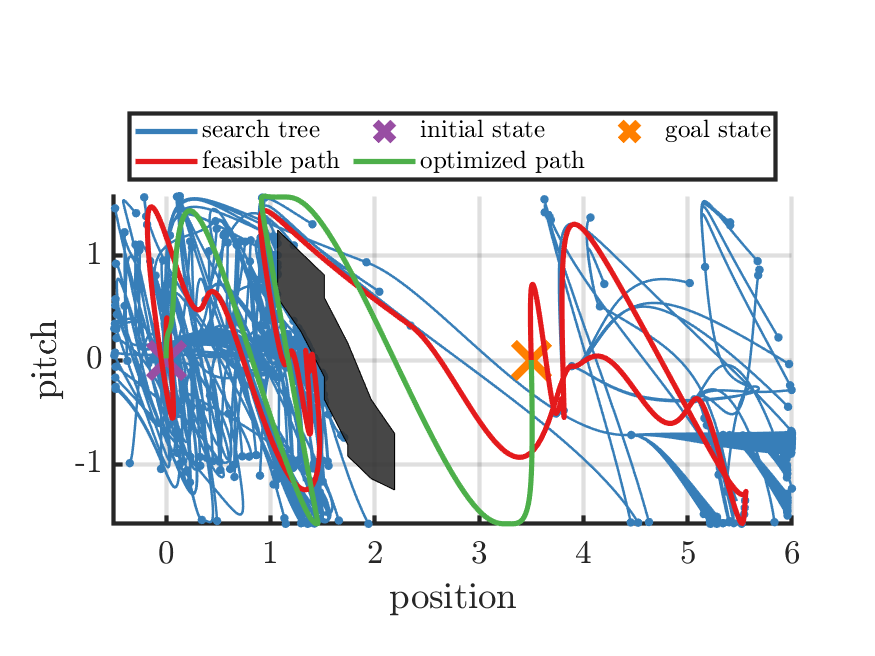 search tree initial state goal state
feasible path optimized path
1
0
-1
pitch
0 1 2 3 4 5 6
position